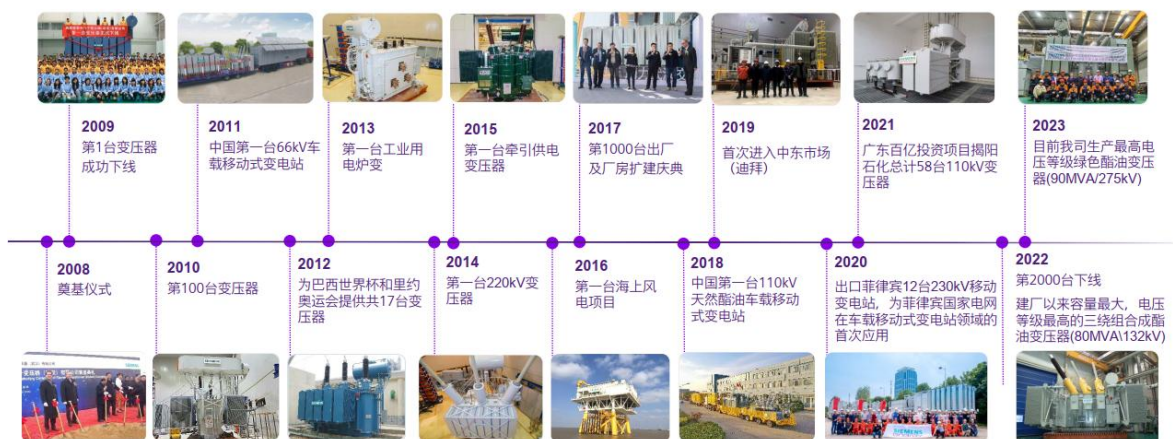 2009
第1台变压器
成功下线
2011
中国第一台66kV车
载移动式变电站
2013
第一台工业用
电炉变
2015
第一台牵引供电
变压器
2017
第1000台出厂
及厂房扩建庆典
2019
首次进入中东市场
（迪拜）
2021
广东百亿投资项目揭阳
石化总计58台110kV变
压器
2023
目前我司生产最高电
压等级绿色酯油变压
器(90MVA/275kV)
2008
奠基仪式
2010
第100台变压器
2012
为巴西世界杯和里约
奥运会提供共17台变
压器
2014
第一台220kV变
压器
2016
第一台海上风
电项目
2018
中国第一台110kV
天然酯油车载移动
式变电站
2020
出口菲律宾12台230kV移动
变电站，为菲律宾国家电网
在车载移动式变电站领域的
首次应用
2022
第2000台下线
建厂以来容量最大，电压
等级最高的三绕组合成酯
油变压器(80MVA\132kV)
SIEMENS